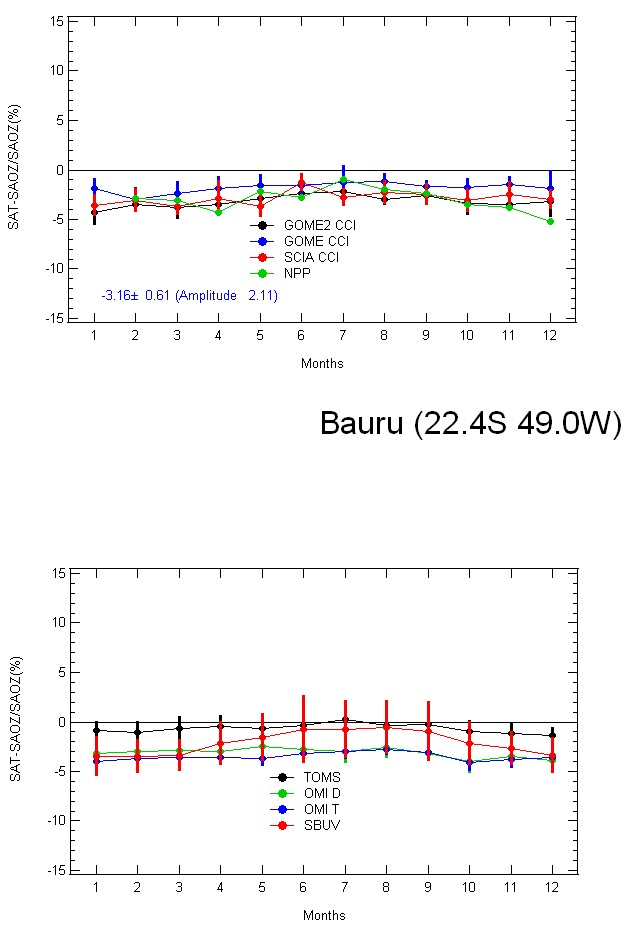 15
10
5
0
-5
-10
-15
SAT-SAOZ/SAOZ(%)
GOME2 CCI
GOME CCI
SCIA CCI
NPP
-3.16± 0.61 (Amplitude 2.11)
1 2 3 4 5 6 7 8 9 10 11 12
Months
Bauru (22.4S 49.0W)
15
10
5
0
-5
-10
-15
SAT-SAOZ/SAOZ(%)
TOMS
OMI D
OMI T
SBUV
1 2 3 4 5 6 7 8 9 10 11 12
Months